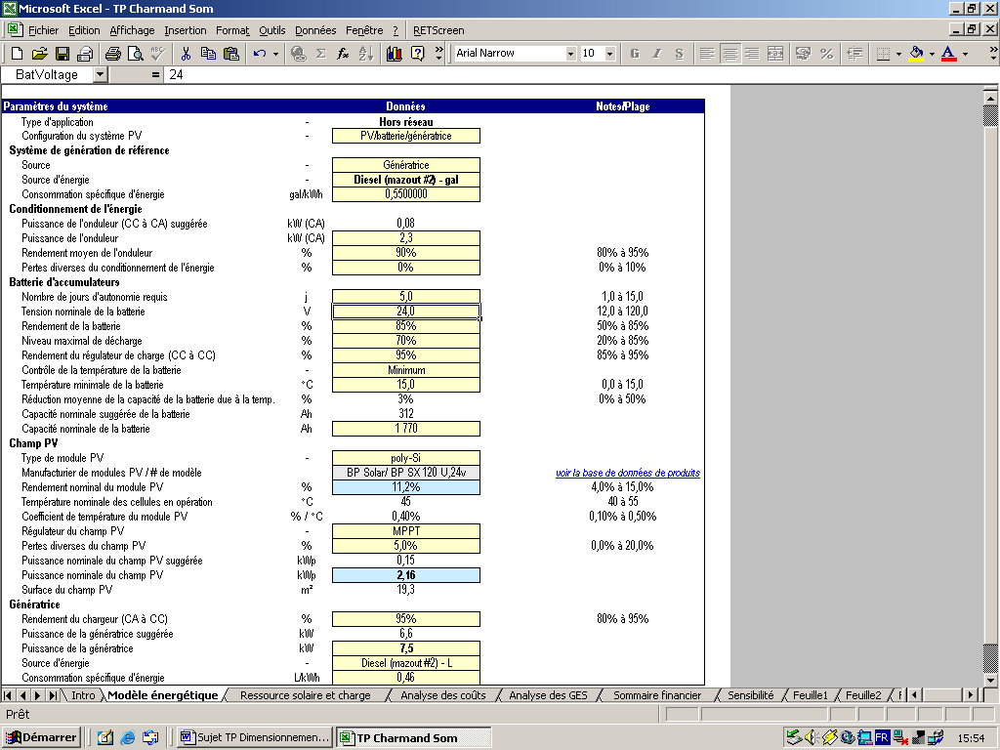 Microsoft Excel - TP Charmand Som
Fichier Edition Affichage Insertion Format Outils Données Fenêtre ? RETScreen
Arial Narrow 10 G I S
BatVoltage = 24
Paramètres du système Données Notes/Plage
Type d'application - Hors réseau
Configuration du système PV - PV/batterie/génératrice
Système de génération de référence
Source - Génératrice
Source d'énergie - Diesel (mazout #2) - gal
Consommation spécifique d'énergie gal/kWh 0,5500000
Conditionnement de l'énergie
Puissance de l'onduleur (CC à CA) suggérée kW (CA) 0,08
Puissance de l'onduleur kW (CA) 2,3
Rendement moyen de l'onduleur % 90% 80% à 95%
Pertes diverses du conditionnement de l'énergie % 0% 0% à 10%
Batterie d'accumulateurs
Nombre de jours d'autonomie requis j 5,0 1,0 à 15,0
Tension nominale de la batterie V 24,0 12,0 à 120,0
Rendement de la batterie % 85% 50% à 85%
Niveau maximal de décharge % 70% 20% à 85%
Rendement du régulateur de charge (CC à CC) % 95% 85% à 95%
Contrôle de la température de la batterie - Minimum
Température minimale de la batterie °C 15,0 0,0 à 15,0
Réduction moyenne de la capacité de la batterie due à la temp. % 3% 0% à 50%
Capacité nominale suggérée de la batterie Ah 312
Capacité nominale de la batterie Ah 1 770
Champ PV
Type de module PV - poly-Si
Manufacturier de modules PV / # de modèle BP Solar/ BP SX 120 U,24v voir la base de données de produits
Rendement nominal du module PV % 11,2% 4,0% à 15,0%
Température nominale des cellules en opération °C 45 40 à 55
Coefficient de température du module PV % / °C 0,40% 0,10% à 0,50%
Régulateur du champ PV - MPPT
Pertes diverses du champ PV % 5,0% 0,0% à 20,0%
Puissance nominale du champ PV suggérée kWp 0,15
Puissance nominale du champ PV kWp 2,16
Surface du champ PV m² 19,3
Génératrice
Rendement du chargeur (CA à CC) % 95% 80% à 95%
Puissance de la génératrice suggérée kW 6,6
Puissance de la génératrice kW 7,5
Source d'énergie - Diesel (mazout #2) - L
Consommation spécifique d'énergie L/kWh 0,46
Intro Modèle énergétique Ressource solaire et charge Analyse des coûts Analyse des GES Sommaire financier Sensibilité Feuille1 Feuille2 F
Prêt
Démarrer Sujet TP Dimensionnemen... TP Charmand Som FR 15:54